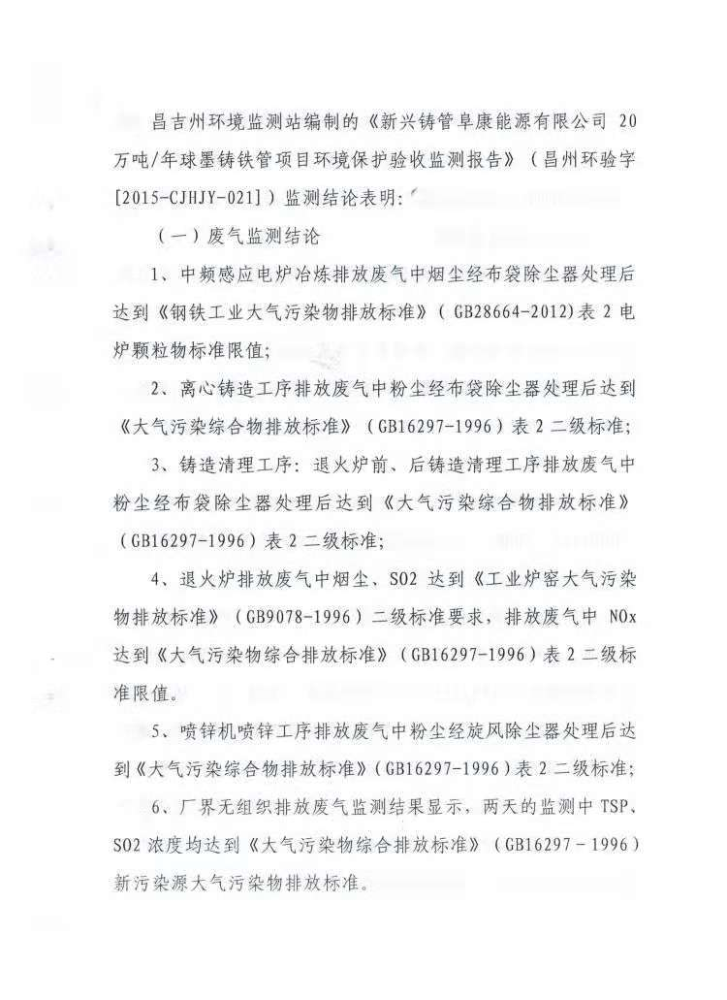 昌吉州环境监测站编制的《新兴铸管阜康能源有限公司 20
万吨/年球墨铸铁管项目环境保护验收监测报告》（昌州环验字
[2015-CJHJY-021]）监测结论表明：
（一）废气监测结论
1、中频感应电炉冶炼排放废气中烟尘经布袋除尘器处理后
达到《钢铁工业大气污染物排放标准》（ GB28664-2012)表 2 电
炉颗粒物标准限值；
2、离心铸造工序排放废气中粉尘经布袋除尘器处理后达到
《大气污染综合物排放标准》（GB16297-1996）表 2 二级标准；
3、铸造清理工序：退火炉前、后铸造清理工序排放废气中
粉尘经布袋除尘器处理后达到《大气污染综合物排放标准》
（GB16297-1996）表 2 二级标准；
4、退火炉排放废气中烟尘、SO2 达到《工业炉窑大气污染
物排放标准》（GB9078-1996）二级标准要求，排放废气中 NOx
达到《大气污染物综合排放标准》（GB16297-1996）表 2 二级标
准限值。
5、喷锌机喷锌工序排放废气中粉尘经旋风除尘器处理后达
到《大气污染综合物排放标准》（GB16297-1996）表 2 二级标准；
6、厂界无组织排放废气监测结果显示，两天的监测中 TSP、
SO2 浓度均达到《大气污染物综合排放标准》（GB16297－1996）
新污染源大气污染物排放标准。